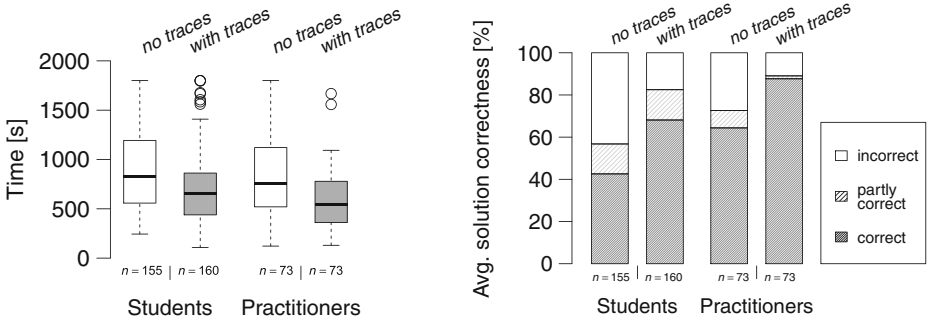 no traces
with traces
no traces
with traces
Time [s]
2000
1500
1000
500
0
n = 155 | n = 160
n = 73 | n = 73
Students
Practitioners
no traces
with traces
no traces
with traces
Avg. solution correctness [%]
100
80
60
40
20
0
n = 155 | n = 160
n = 73 | n = 73
Students
Practitioners
incorrect
partly
correct
correct